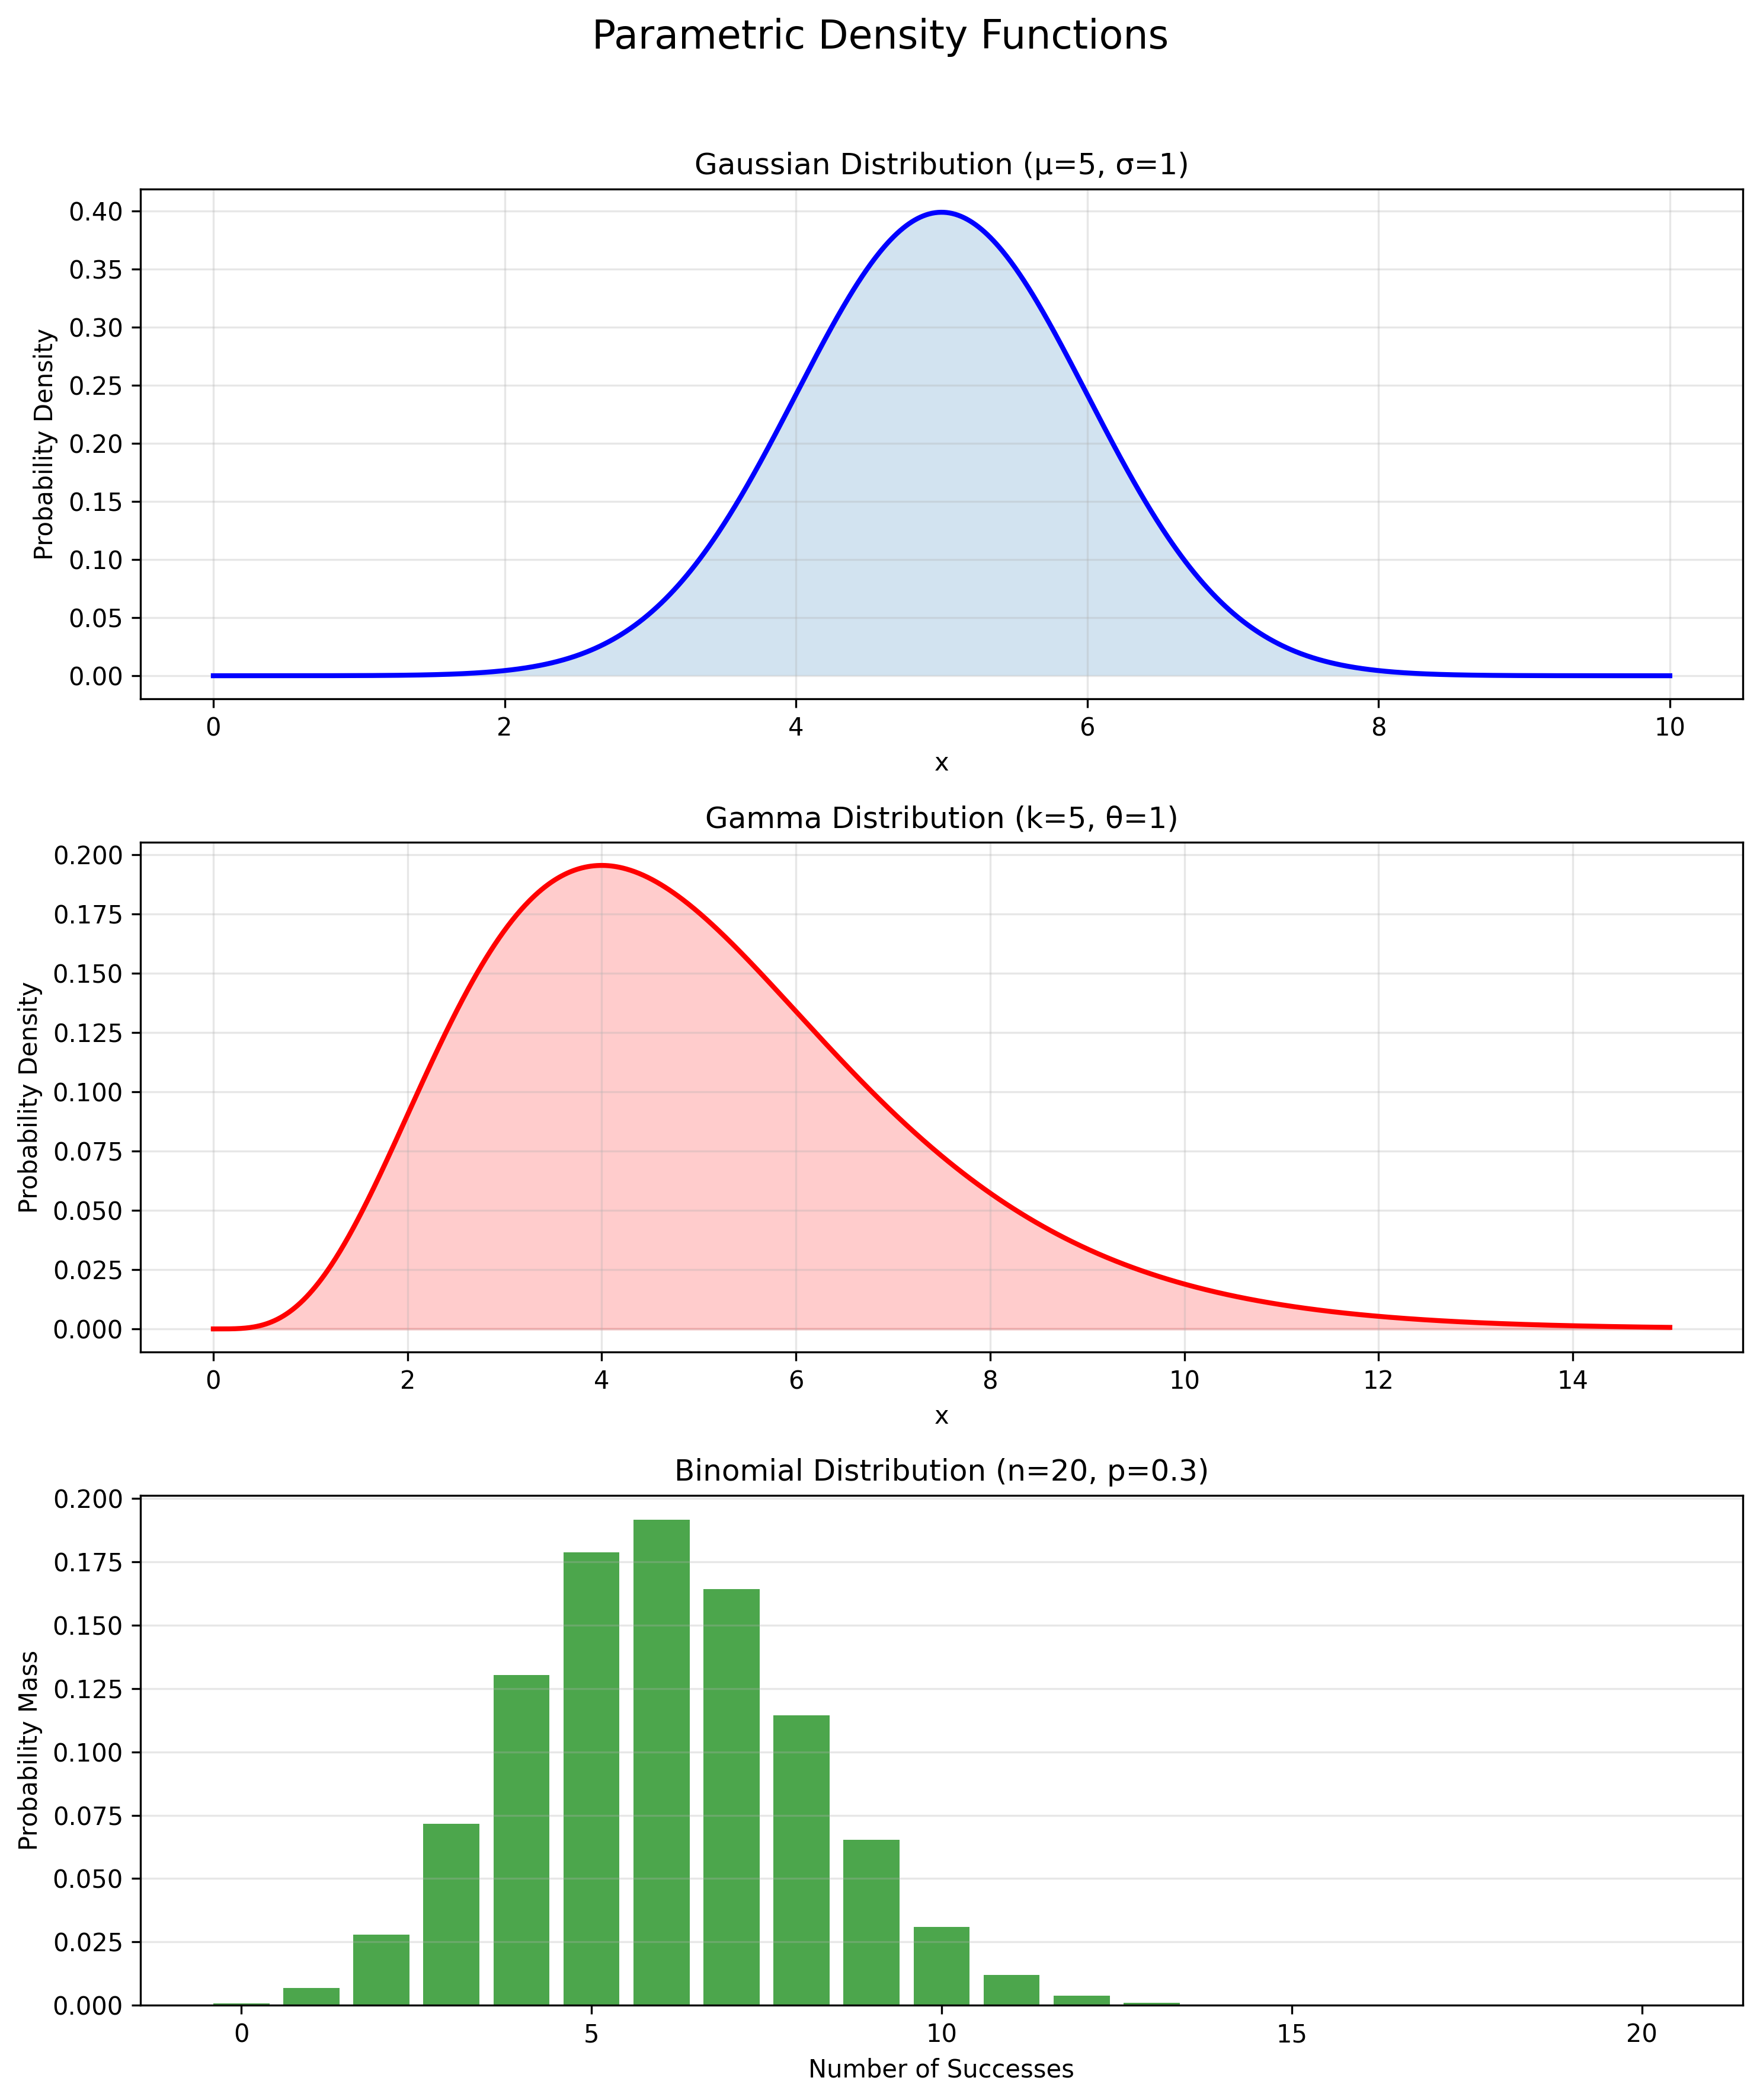 Parametric Density Functions
Gaussian Distribution (μ=5, σ=1)
Probability Density
0.40
0.35
0.30
0.25
0.20
0.15
0.10
0.05
0.00
0 2 4 6 8 10
x
Gamma Distribution (k=5, θ=1)
Probability Density
0.200
0.175
0.150
0.125
0.100
0.075
0.050
0.025
0.000
0 2 4 6 8 10 12 14
x
Binomial Distribution (n=20, p=0.3)
Probability Mass
0.200
0.175
0.150
0.125
0.100
0.075
0.050
0.025
0.000
0 5 10 15 20
Number of Successes